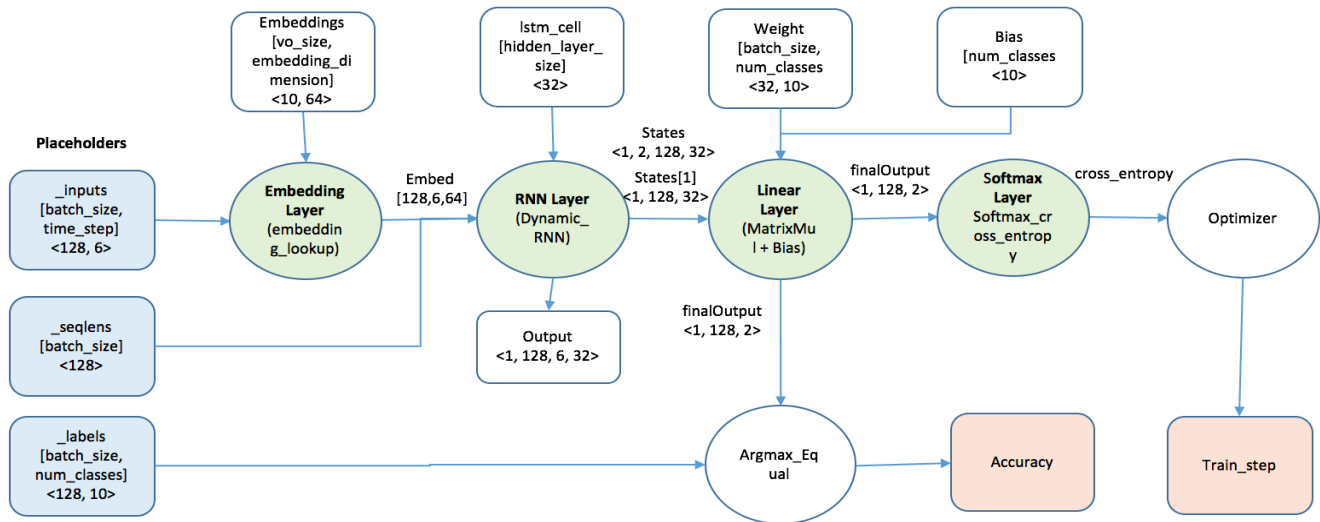 Embeddings
[vo_size,
embedding_di
mension]
<10, 64>
lstm_cell
[hidden_layer_
size]
<32>
Weight
[batch_size,
num_classes
<32, 10>
Bias
[num_classes
<10>
Placeholders
_inputs
[batch_size,
time_step]
<128, 6>
Embedding
Layer
(embeddin
g_lookup)
Embed
[128,6,64]
RNN Layer
(Dynamic_
RNN)
States
<1, 2, 128, 32>
States[1]
<1, 128, 32>
Linear
Layer
(MatrixMu
l + Bias)
finalOutput
<1, 128, 2>
Softmax
Layer
Softmax_cr
oss_entrop
y
cross_entropy
Optimizer
_seqlens
[batch_size]
<128>
Output
<1, 128, 6, 32>
finalOutput
<1, 128, 2>
_labels
[batch_size,
num_classes]
<128, 10>
Argmax_Eq
ual
Accuracy
Train_step